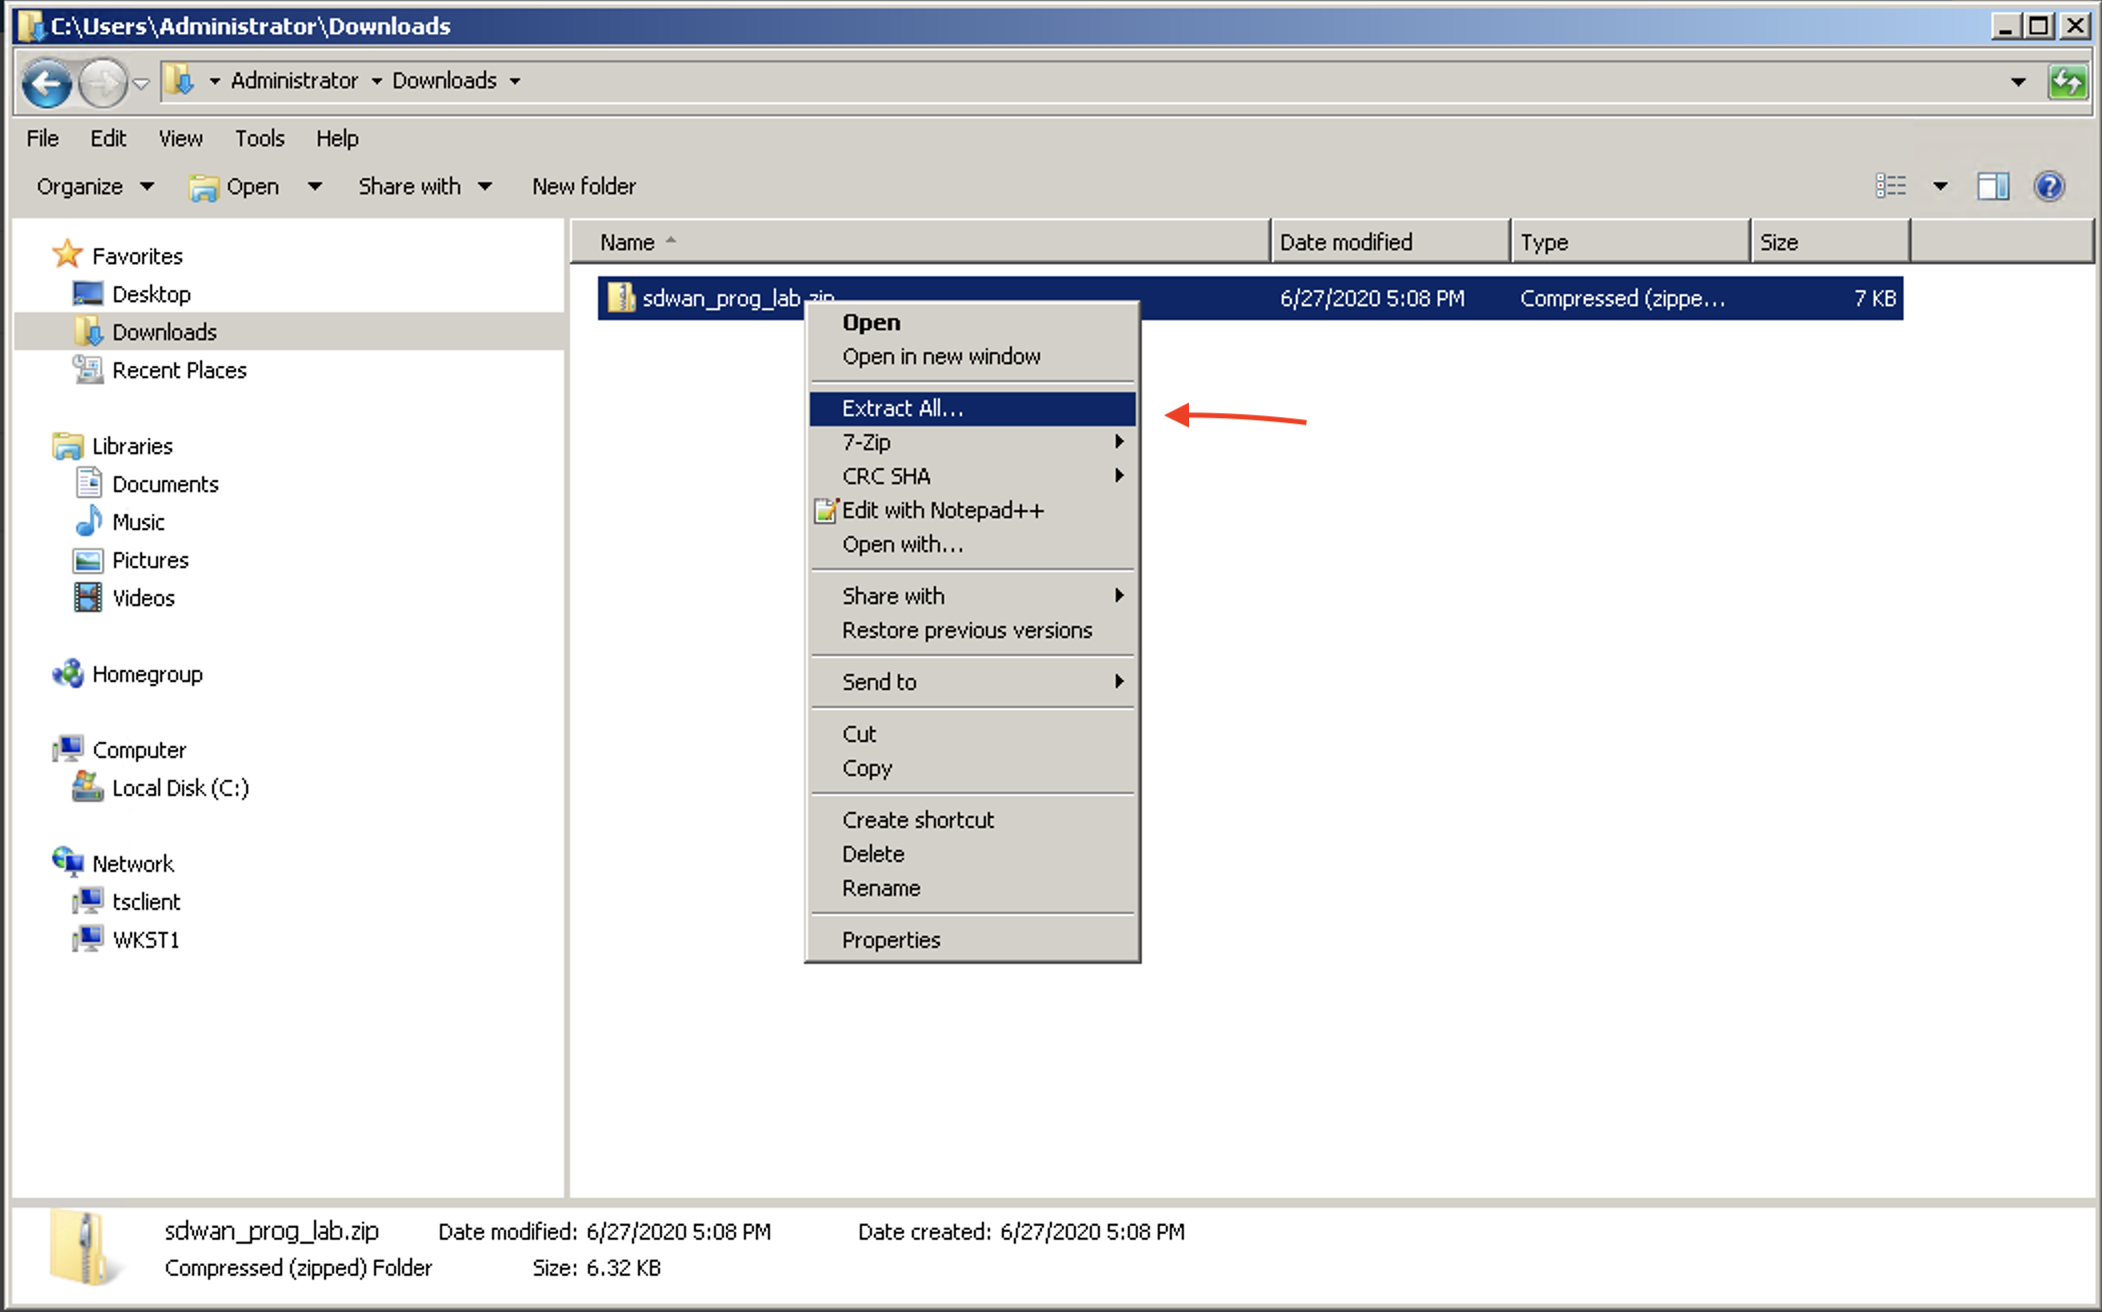 C:\Users\Administrator\Downloads
Administrator Downloads
File Edit View Tools Help
Organize Open Share with New folder
Name Date modified Type Size
Favorites
Desktop
Downloads
Recent Places
Libraries
Documents
Music
Pictures
Videos
Homegroup
Computer
Local Disk (C:)
Network
tsclient
WKST1
sdwan_prog_lab.zip 6/27/2020 5:08 PM Compressed (zippe... 7 KB
Open
Open in new window
Extract All...
7-Zip
CRC SHA
Edit with Notepad++
Open with...
Share with
Restore previous versions
Send to
Cut
Copy
Create shortcut
Delete
Rename
Properties
sdwan_prog_lab.zip Date modified: 6/27/2020 5:08 PM Date created: 6/27/2020 5:08 PM
Compressed (zipped) Folder Size: 6.32 KB